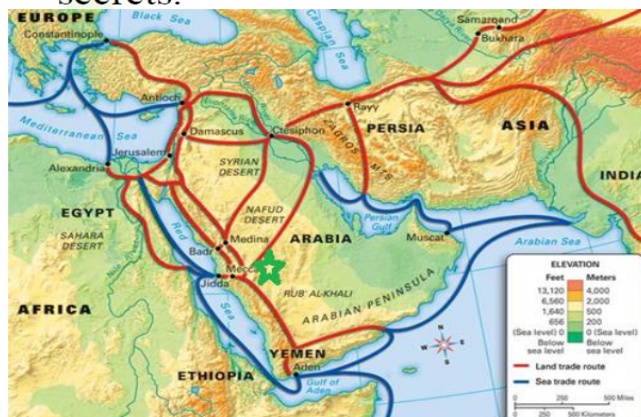 secrets.
EUROPE
Black Sea
Constantinople
Caspian Sea
Samarqand
Bukhara
Antioch
Rayy
ASIA
Mediterranean Sea
Damascus
Ctesiphon
ZAGROS MTS.
PERSIA
Jerusalem
SYRIAN
DESERT
Alexandria
INDIA
EGYPT
NAFUD
DESERT
Persian
Gulf
SAHARA
DESERT
Red
Sea
Medina
Badr
ARABIA
Muscat
Arabian Sea
Mecca
Jidda
RUB' AL-KHALI
ARABIAN PENINSULA
AFRICA
YEMEN
Aden
Gulf of
Aden
ETHIOPIA
N
W
E
S
ELEVATION
Feet Meters
13,120 4,000
6,560 2,000
1,640 500
656 200
(Sea level) 0 0 (Sea level)
Below Below
sea level sea level
Land trade route
Sea trade route
0 250 500 Miles
0 250 500 Kilometers